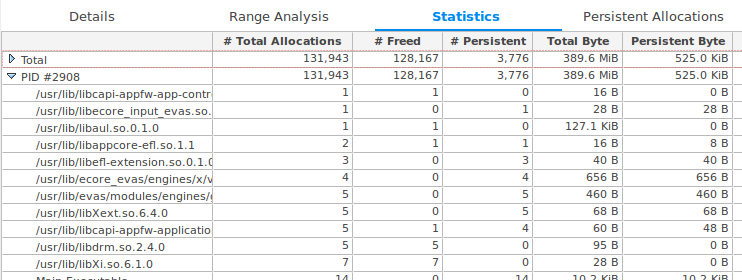 Details Range Analysis Statistics Persistent Allocations
# Total Allocations # Freed # Persistent Total Byte Persistent Byte
Total 131,943 128,167 3,776 389.6 MiB 525.0 KiB
PID #2908 131,943 128,167 3,776 389.6 MiB 525.0 KiB
/usr/lib/libcapi-appfw-app-contr 1 1 0 16 B 0 B
/usr/lib/libecore_input_evas.so. 1 0 1 28 B 28 B
/usr/lib/libaul.so.0.1.0 1 1 0 127.1 KiB 0 B
/usr/lib/libappcore-efl.so.1.1 2 1 1 16 B 8 B
/usr/lib/libefl-extension.so.0.1.0 3 0 3 40 B 40 B
/usr/lib/ecore_evas/engines/x/v 4 0 4 656 B 656 B
/usr/lib/evas/modules/engines/g 5 0 5 460 B 460 B
/usr/lib/libXext.so.6.4.0 5 0 5 68 B 68 B
/usr/lib/libcapi-appfw-applicatio 5 1 4 60 B 48 B
/usr/lib/libdrm.so.2.4.0 5 5 0 95 B 0 B
/usr/lib/libXi.so.6.1.0 7 7 0 28 B 0 B
Main Executable 14 0 14 10.2 KiB 10.2 KiB